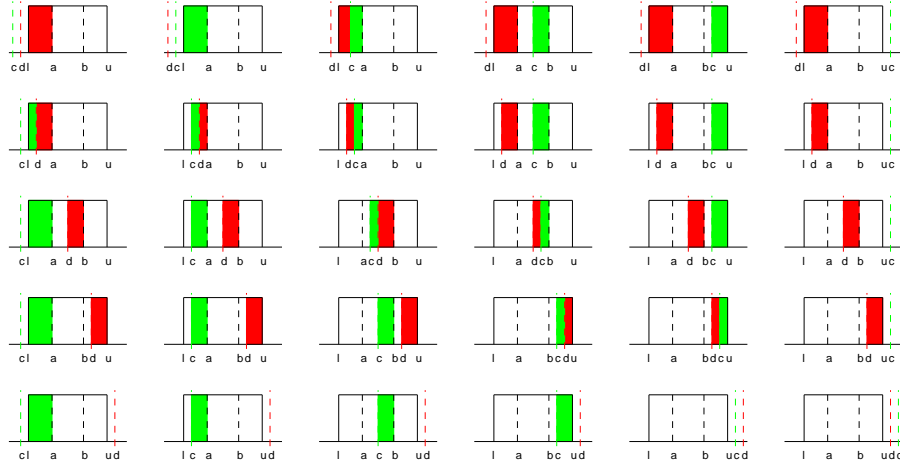 cdl a b u dcl a b u dl c a b u dl a c b u dl a bc u dl a b uc
cl d a b u l cda b u l dca b u l d a c b u l d a bc u l d a b uc
cl a d b u l c a d b u l acd b u l a dcb u l a d bc u l a d b uc
cl a bd u l c a bd u l a c bd u l a bcdu l a bdcu l a bd uc
cl a b ud l c a b ud l a c b ud l a bc ud l a b ucd l a b udc